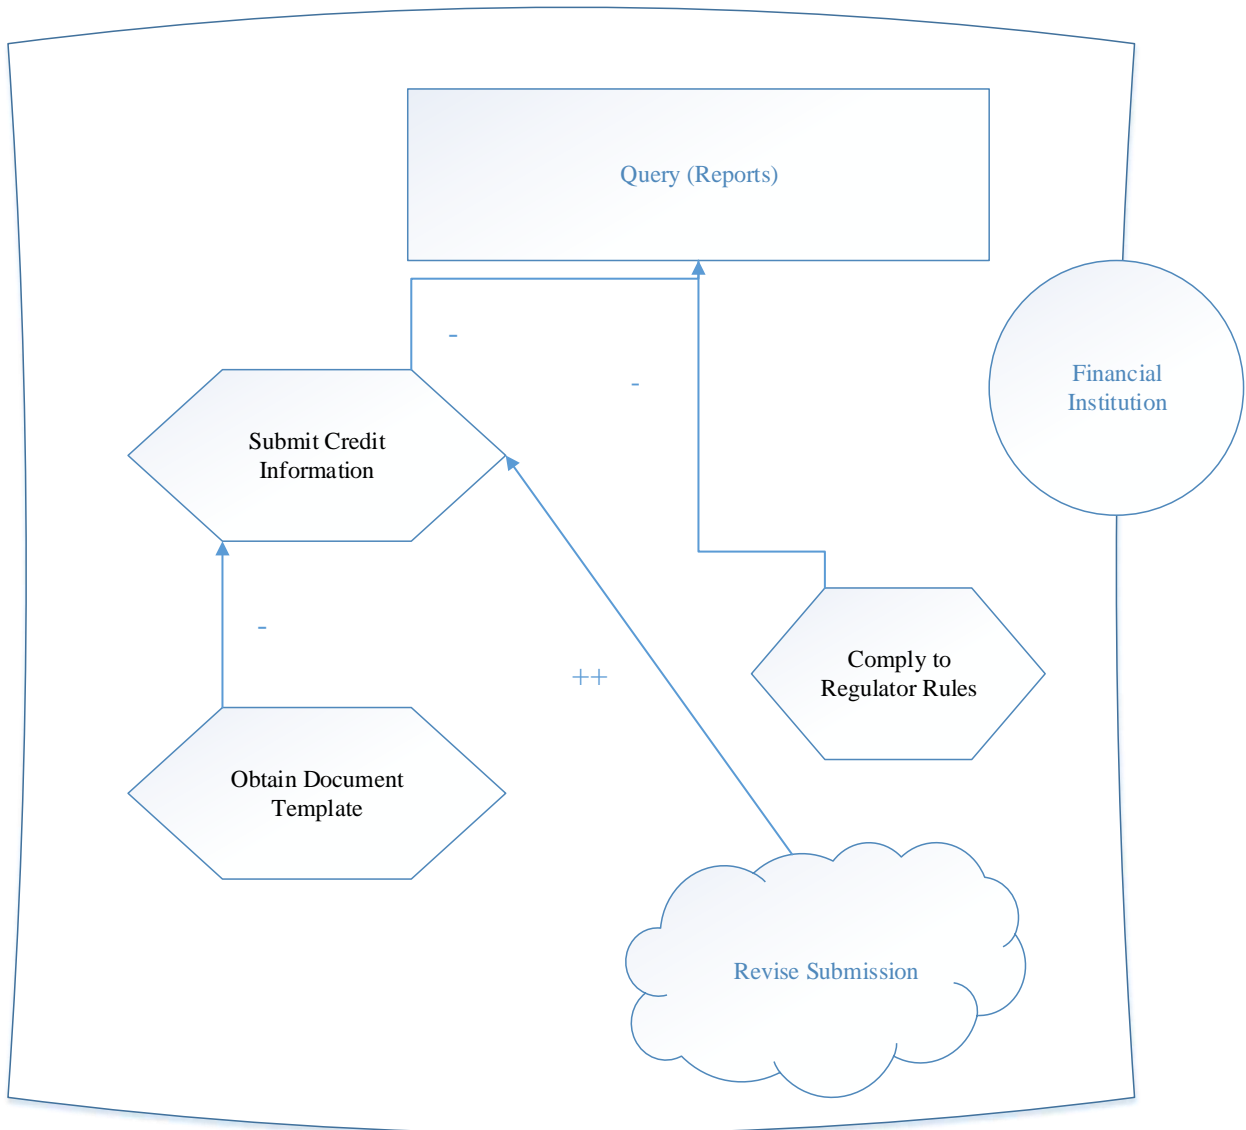 Query (Reports)
-
-
Financial
Institution
Submit Credit
Information
-
++
Comply to
Regulator Rules
Obtain Document
Template
Revise Submission